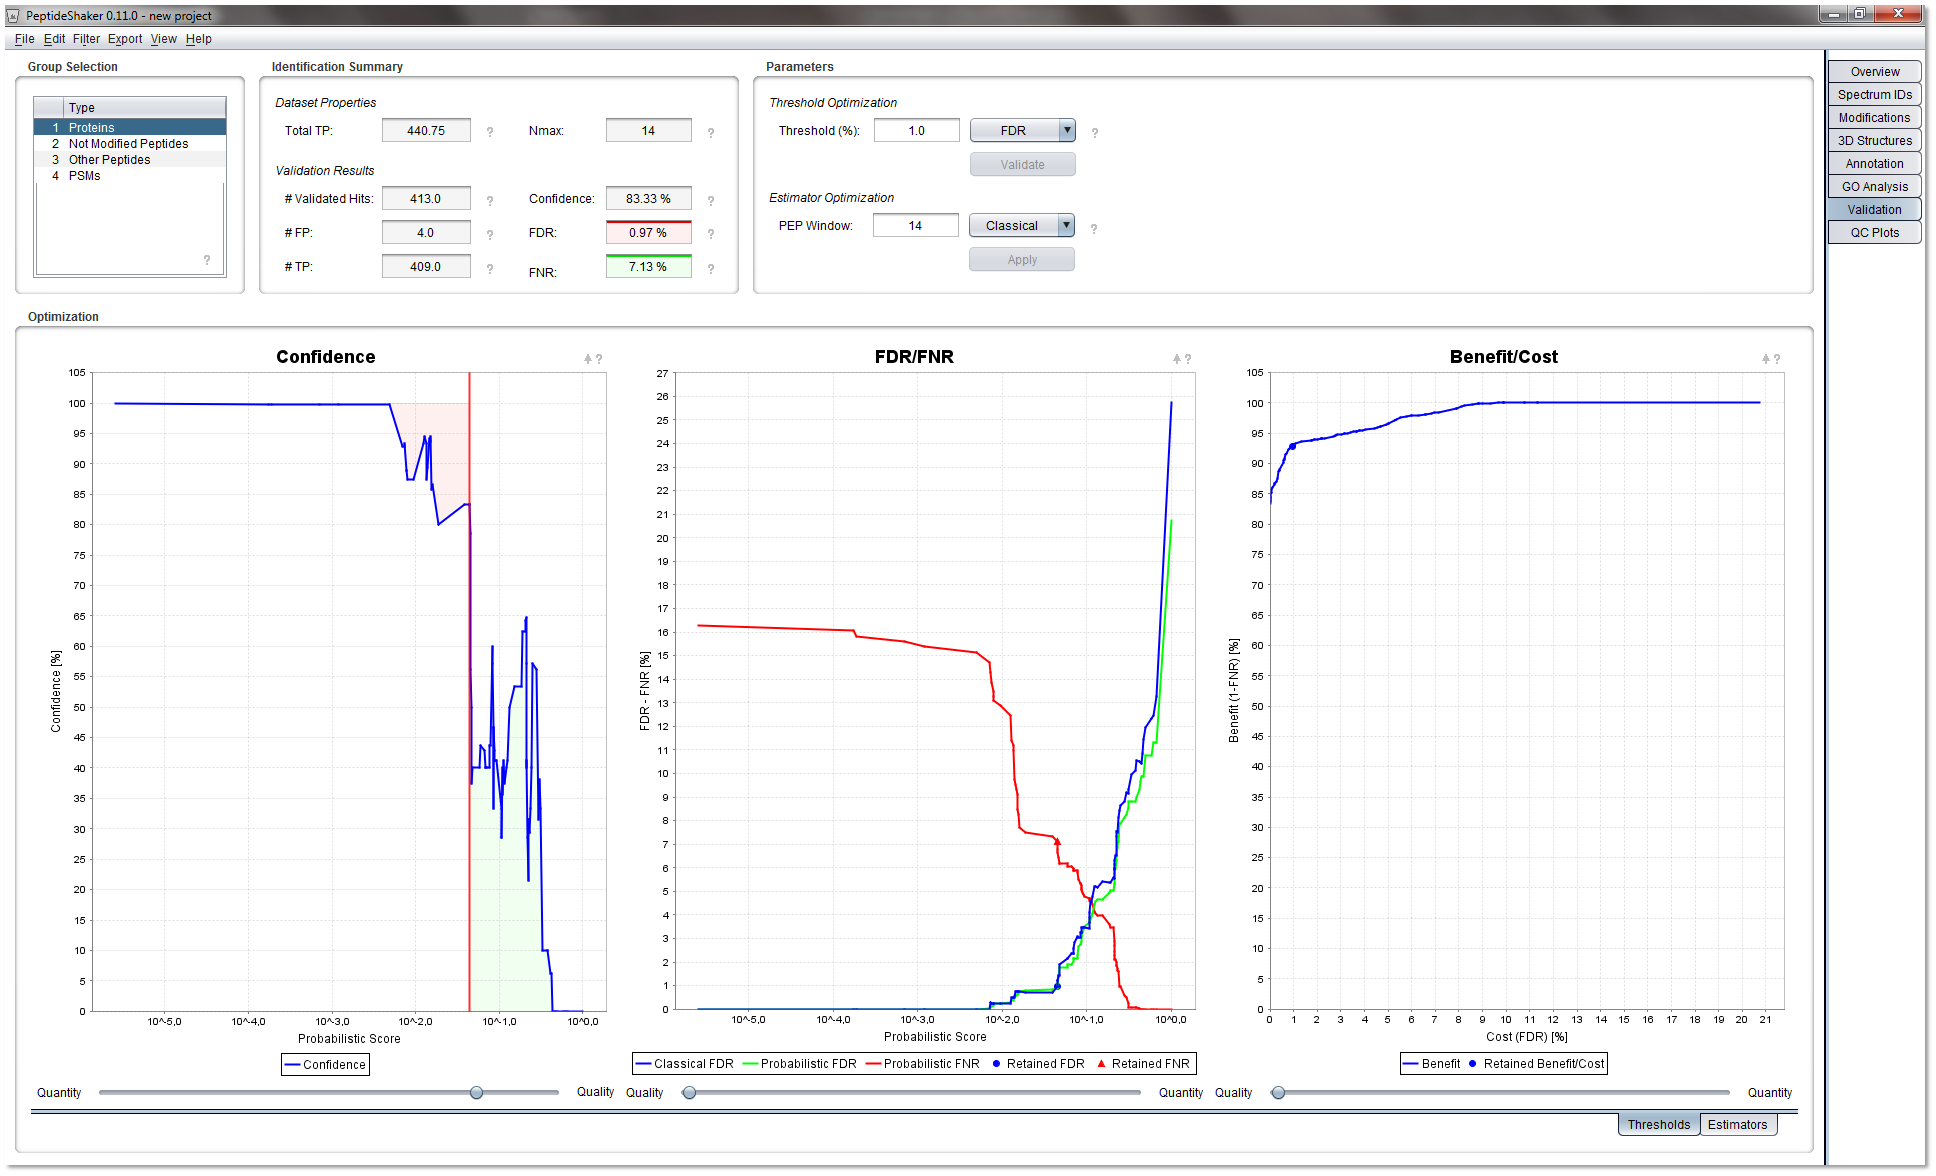 PeptideShaker 0.11.0 - new project
File Edit Filter Export View Help
Group Selection
Type
1 Proteins
2 Not Modified Peptides
3 Other Peptides
4 PSMs
?
Identification Summary
Dataset Properties
Total TP: 440.75 ? Nmax: 14 ?
Validation Results
# Validated Hits: 413.0 ? Confidence: 83.33 % ?
# FP: 4.0 ? FDR: 0.97 % ?
# TP: 409.0 ? FNR: 7.13 % ?
Parameters
Threshold Optimization
Threshold (%): 1.0 FDR ?
Validate
Estimator Optimization
PEP Window: 14 Classical ?
Apply
Overview
Spectrum IDs
Modifications
3D Structures
Annotation
GO Analysis
Validation
QC Plots
Optimization
Confidence
?
105
100
95
90
85
80
75
70
65
60
55
50
45
40
35
30
25
20
15
10
5
0
Confidence [%]
10^-5,0 10^-4,0 10^-3,0 10^-2,0 10^-1,0 10^0,0
Probabilistic Score
Confidence
Quantity Quality
FDR/FNR
?
27
26
25
24
23
22
21
20
19
18
17
16
15
14
13
12
11
10
9
8
7
6
5
4
3
2
1
0
FDR - FNR [%]
10^-5,0 10^-4,0 10^-3,0 10^-2,0 10^-1,0 10^0,0
Probabilistic Score
Classical FDR Probabilistic FDR Probabilistic FNR Retained FDR Retained FNR
Quality Quantity
Benefit/Cost
?
105
100
95
90
85
80
75
70
65
60
55
50
45
40
35
30
25
20
15
10
5
0
Benefit (1-FNR) [%]
0 1 2 3 4 5 6 7 8 9 10 11 12 13 14 15 16 17 18 19 20 21
Cost (FDR) [%]
Benefit Retained Benefit/Cost
Quality Quantity
Thresholds Estimators